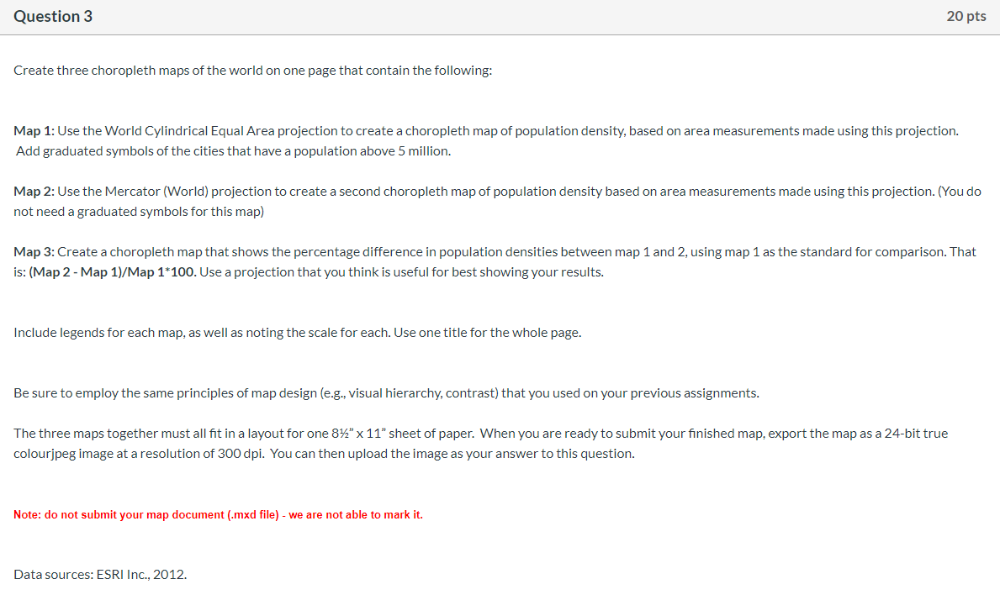 Question 3
20 pts
Create three choropleth maps of the world on one page that contain the following:
Map 1: Use the World Cylindrical Equal Area projection to create a choropleth map of population density, based on area measurements made using this projection.
Add graduated symbols of the cities that have a population above 5 million.
Map 2: Use the Mercator (World) projection to create a second choropleth map of population density based on area measurements made using this projection. (You do
not need a graduated symbols for this map)
Map 3: Create a choropleth map that shows the percentage difference in population densities between map 1 and 2, using map 1 as the standard for comparison. That
is: (Map 2 - Map 1)/Map 1*100. Use a projection that you think is useful for best showing your results.
Include legends for each map, as well as noting the scale for each. Use one title for the whole page.
Be sure to employ the same principles of map design (e.g., visual hierarchy, contrast) that you used on your previous assignments.
The three maps together must all fit in a layout for one 8½” x 11” sheet of paper.  When you are ready to submit your finished map, export the map as a 24-bit true
colourjpeg image at a resolution of 300 dpi.  You can then upload the image as your answer to this question.
Note: do not submit your map document (.mxd file) - we are not able to mark it.
Data sources: ESRI Inc., 2012.